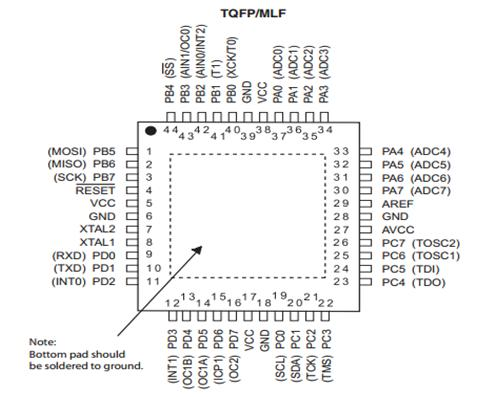 TQFP/MLF
PB4 (SS)
PB3 (AIN1/OC0)
PB2 (AIN0/INT2)
PB1 (T1)
PB0 (XCK/T0)
GND
VCC
PA0 (ADC0)
PA1 (ADC1)
PA2 (ADC2)
PA3 (ADC3)
44 43 42 41 40 39 38 37 36 35 34
(MOSI) PB5 1
(MISO) PB6 2
(SCK) PB7 3
RESET 4
VCC 5
GND 6
XTAL2 7
XTAL1 8
(RXD) PD0 9
(TXD) PD1 10
(INT0) PD2 11
33 PA4 (ADC4)
32 PA5 (ADC5)
31 PA6 (ADC6)
30 PA7 (ADC7)
29 AREF
28 GND
27 AVCC
26 PC7 (TOSC2)
25 PC6 (TOSC1)
24 PC5 (TDI)
23 PC4 (TDO)
12 13 14 15 16 17 18 19 20 21 22
(INT1) PD3
(OC1B) PD4
(OC1A) PD5
(ICP1) PD6
(OC2) PD7
VCC
GND
(SCL) PC0
(SDA) PC1
(TCK) PC2
(TMS) PC3
Note:
Bottom pad should
be soldered to ground.